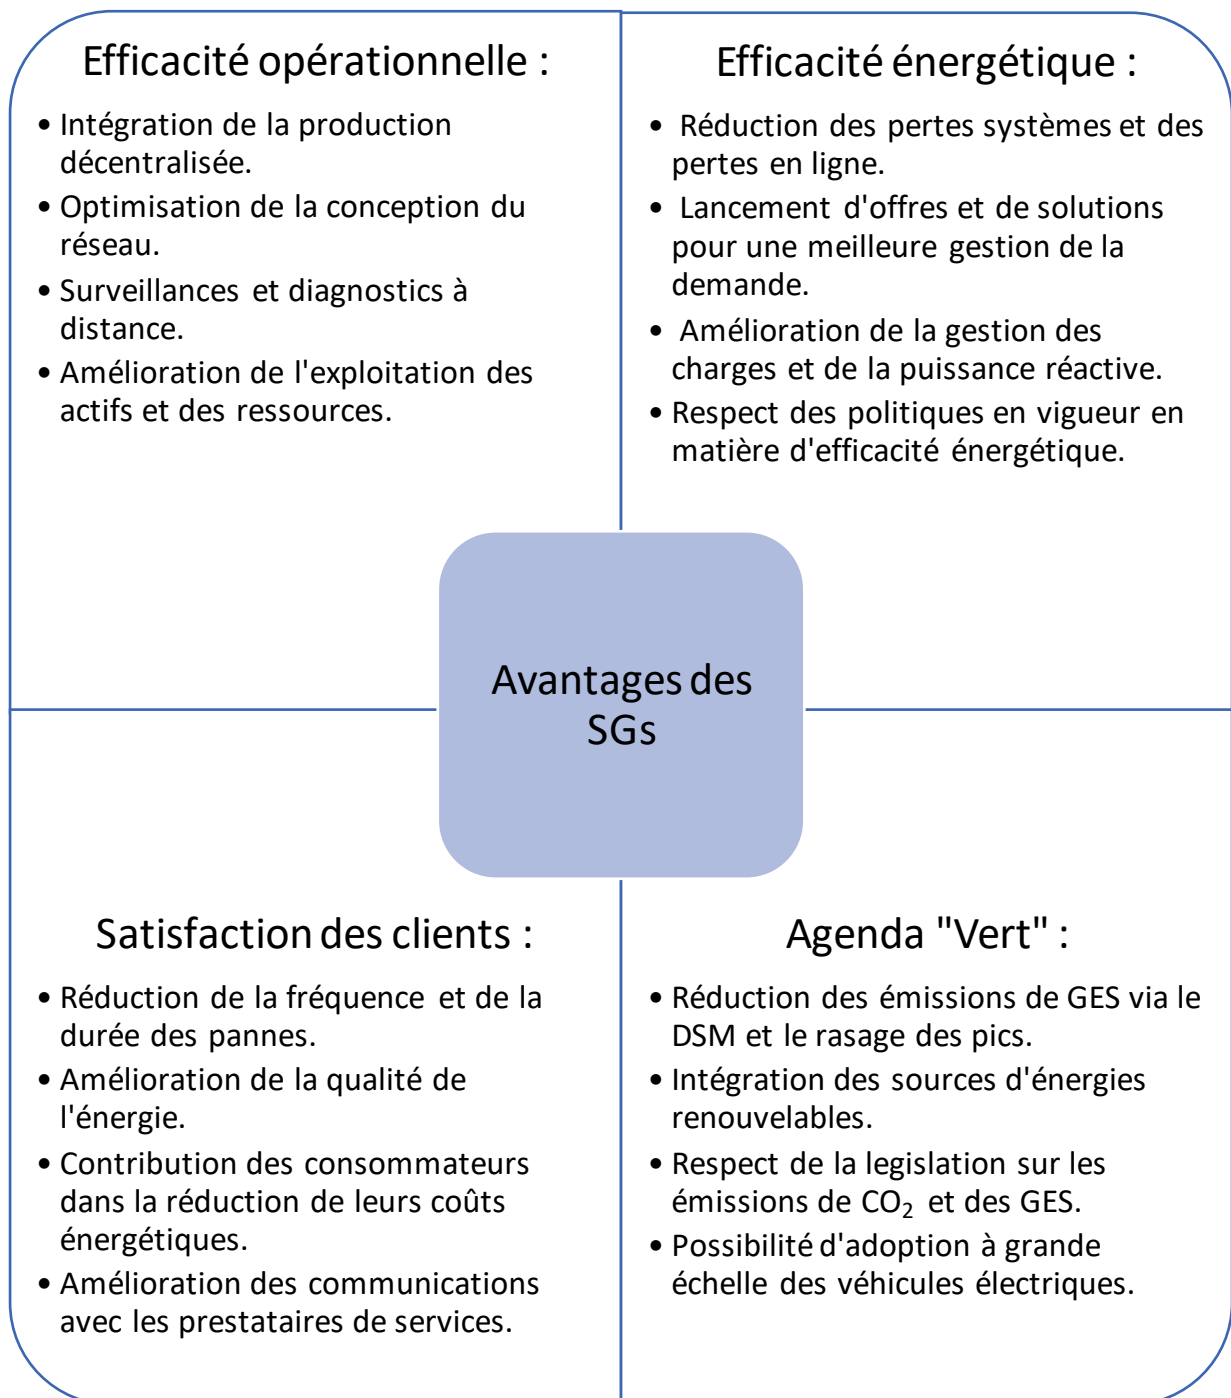 Efficacité opérationnelle :
• Intégration de la production
décentralisée.
• Optimisation de la conception du
réseau.
• Surveillances et diagnostics à
distance.
• Amélioration de l'exploitation des
actifs et des ressources.
Efficacité énergétique :
• Réduction des pertes systèmes et des
pertes en ligne.
• Lancement d'offres et de solutions
pour une meilleure gestion de la
demande.
• Amélioration de la gestion des
charges et de la puissance réactive.
• Respect des politiques en vigueur en
matière d'efficacité énergétique.
Avantages des
SGs
Satisfaction des clients :
• Réduction de la fréquence et de la
durée des pannes.
• Amélioration de la qualité de
l'énergie.
• Contribution des consommateurs
dans la réduction de leurs coûts
énergétiques.
• Amélioration des communications
avec les prestataires de services.
Agenda "Vert" :
• Réduction des émissions de GES via le
DSM et le rasage des pics.
• Intégration des sources d'énergies
renouvelables.
• Respect de la legislation sur les
émissions de CO₂ et des GES.
• Possibilité d'adoption à grande
échelle des véhicules électriques.